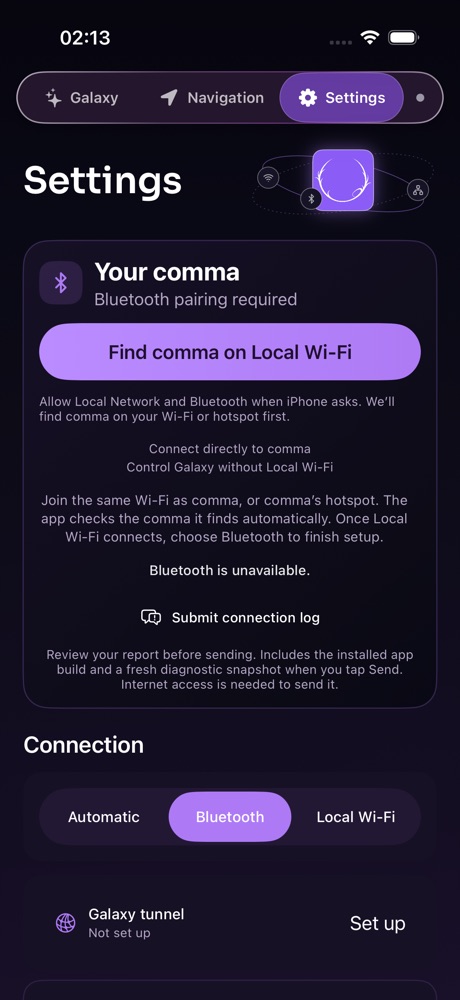 02:13
Galaxy
Navigation
Settings
Settings
Your comma
Bluetooth pairing required
Find comma on Local Wi-Fi
Allow Local Network and Bluetooth when iPhone asks. We’ll
find comma on your Wi-Fi or hotspot first.
Connect directly to comma
Control Galaxy without Local Wi-Fi
Join the same Wi-Fi as comma, or comma’s hotspot. The
app checks the comma it finds automatically. Once Local
Wi-Fi connects, choose Bluetooth to finish setup.
Bluetooth is unavailable.
Submit connection log
Review your report before sending. Includes the installed app
build and a fresh diagnostic snapshot when you tap Send.
Internet access is needed to send it.
Connection
Automatic
Bluetooth
Local Wi-Fi
Galaxy tunnel
Not set up
Set up